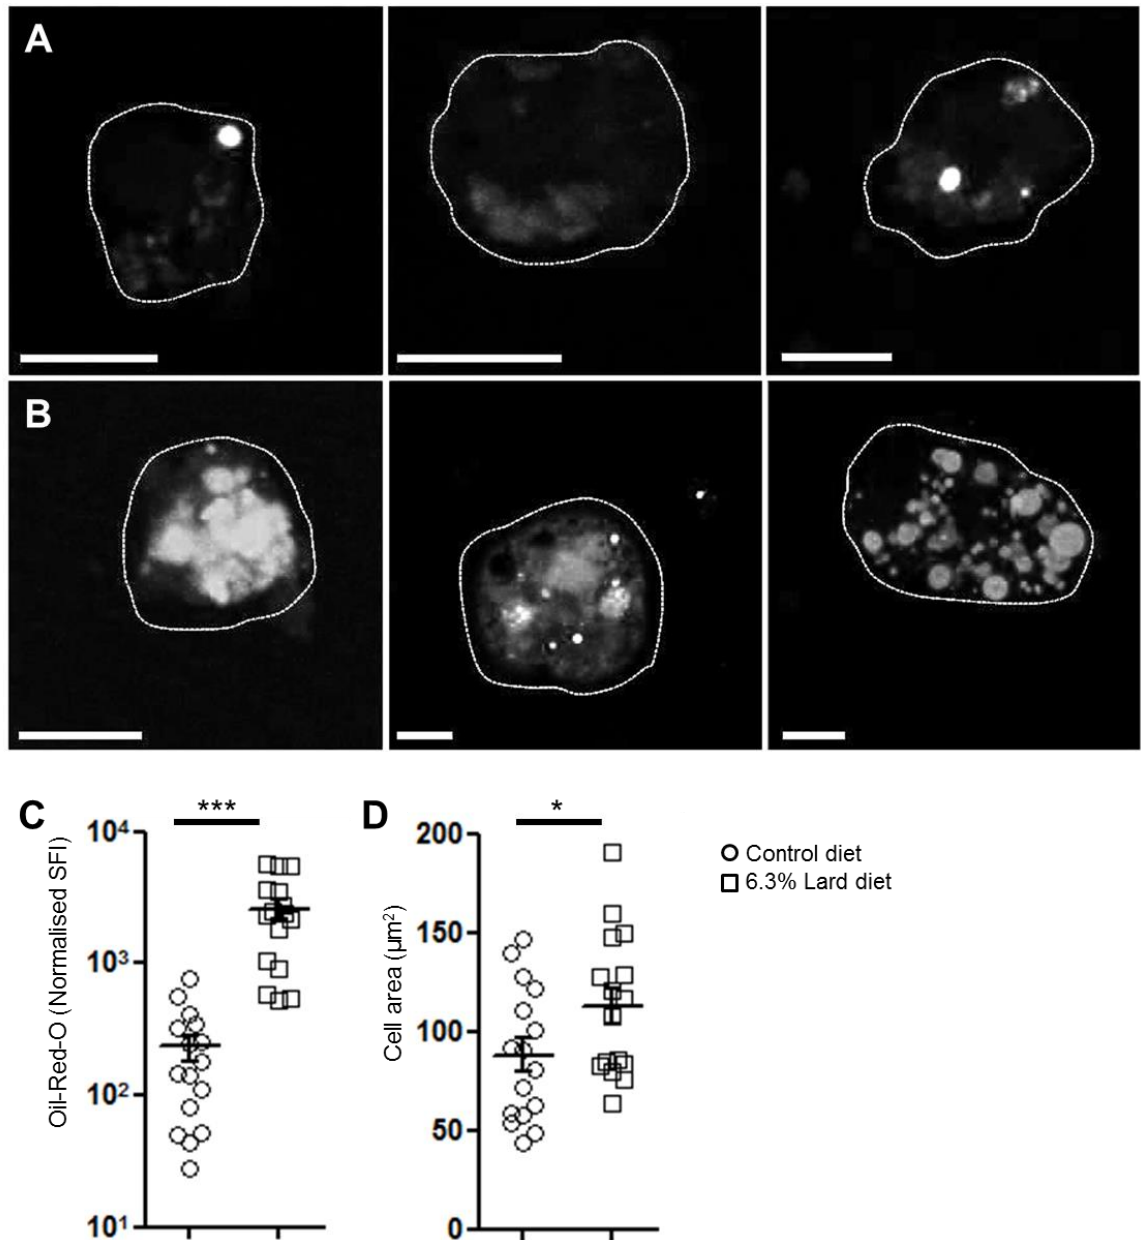 A
B
C
***
10⁴
10³
10²
10¹
Oil-Red-O (Normalised SFI)
D
*
200
150
100
50
0
Cell area (µm²)
Control diet
6.3% Lard diet